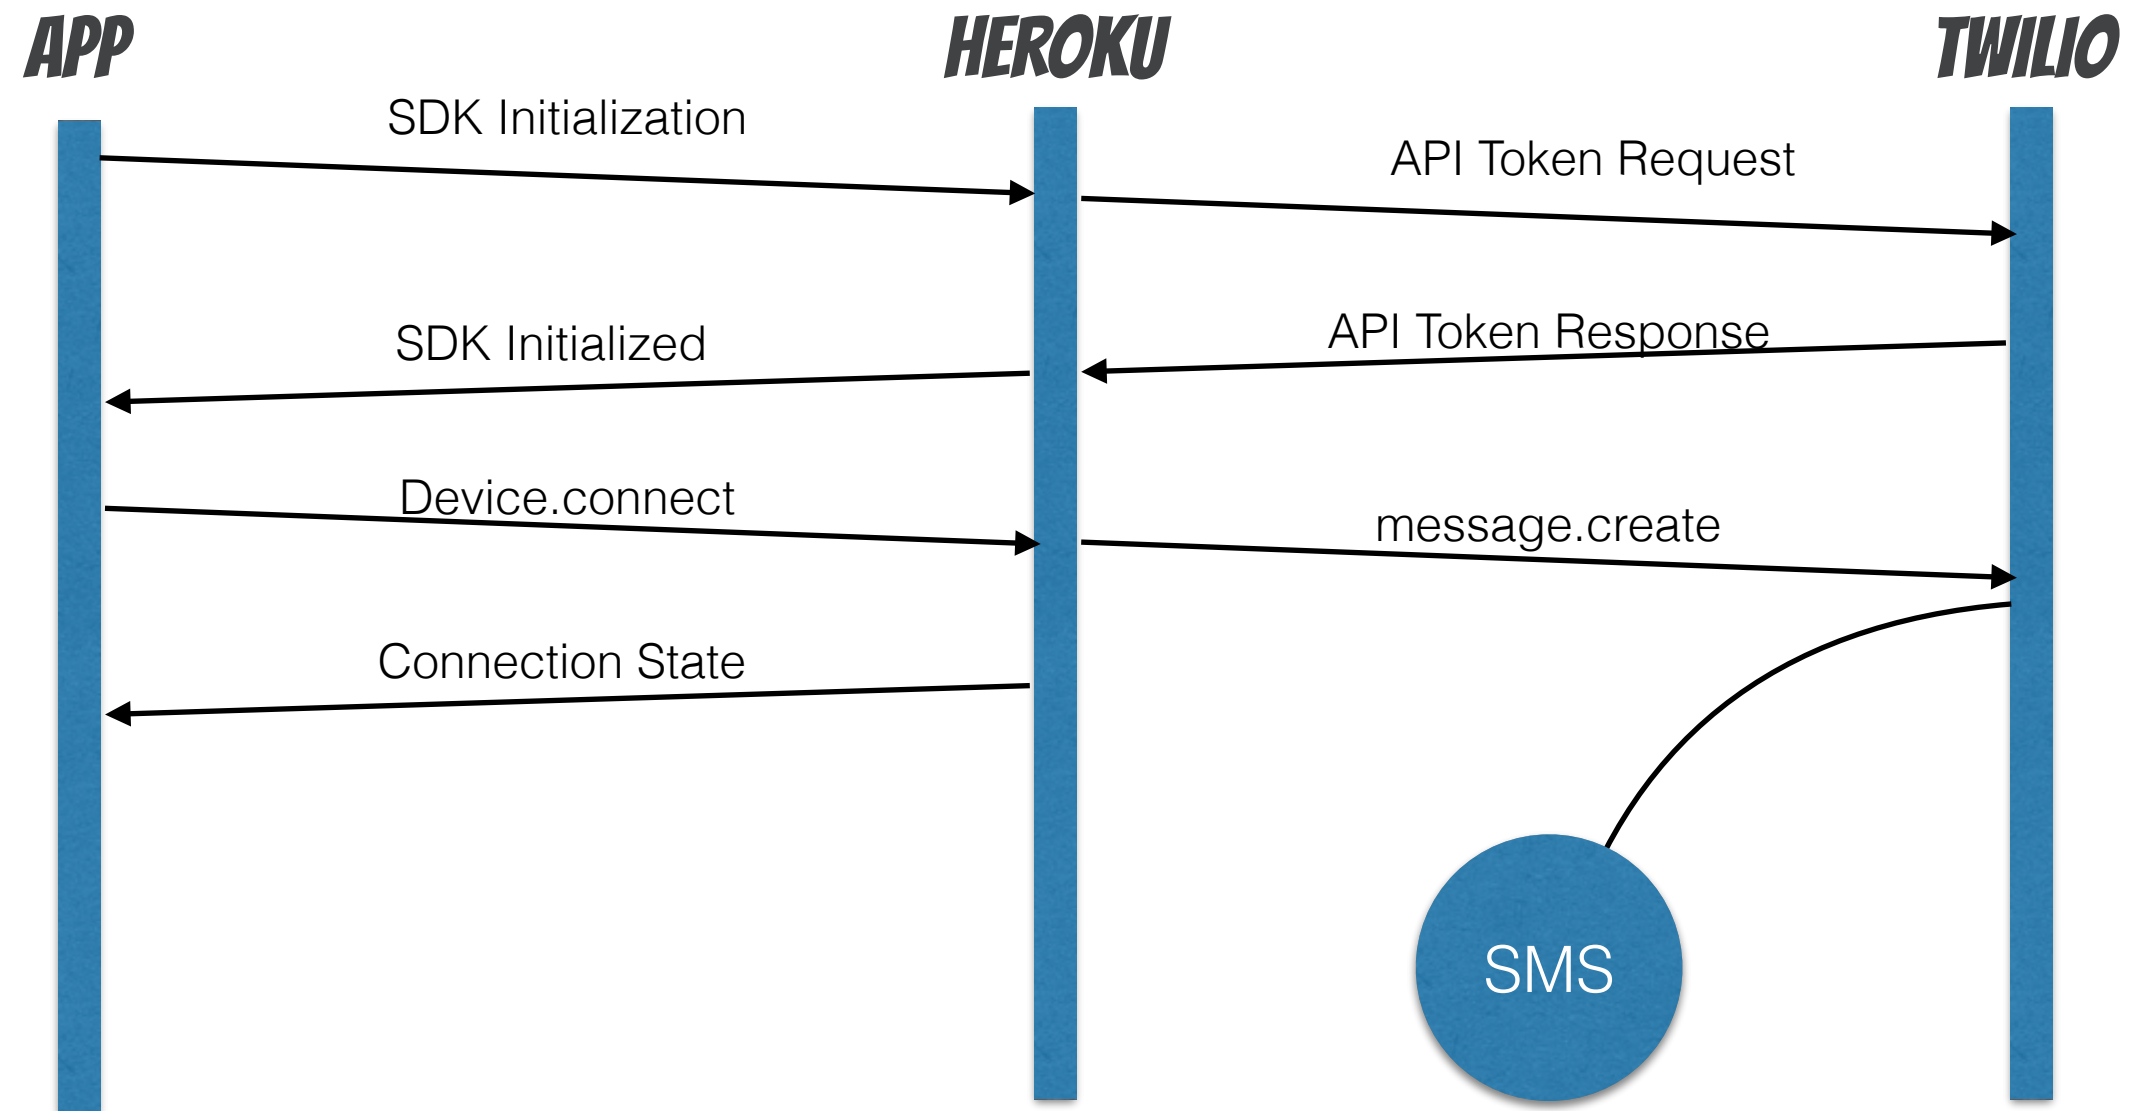 APP
HEROKU
TWILIO
SDK Initialization
API Token Request
API Token Response
SDK Initialized
Device.connect
message.create
Connection State
SMS